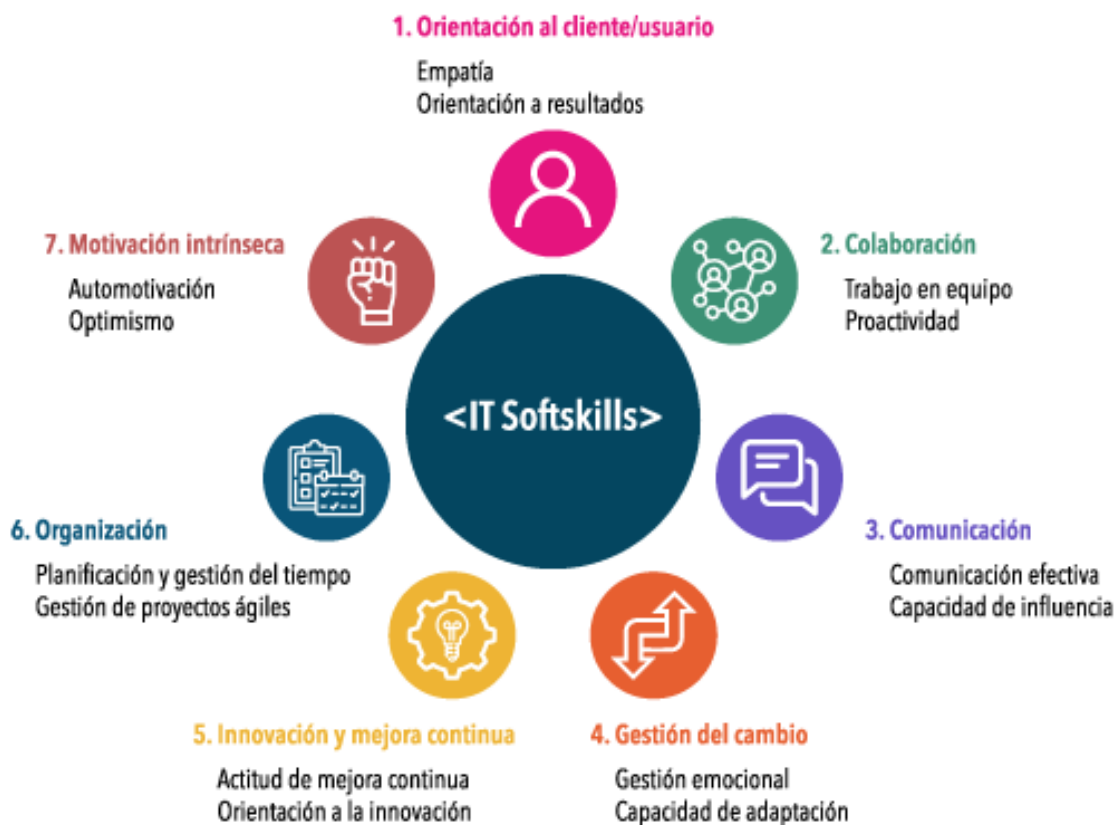 1. Orientación al cliente/usuario
Empatía
Orientación a resultados
2. Colaboración
Trabajo en equipo
Proactividad
3. Comunicación
Comunicación efectiva
Capacidad de influencia
4. Gestión del cambio
Gestión emocional
Capacidad de adaptación
5. Innovación y mejora continua
Actitud de mejora continua
Orientación a la innovación
6. Organización
Planificación y gestión del tiempo
Gestión de proyectos ágiles
7. Motivación intrínseca
Automotivación
Optimismo
<IT Softskills>